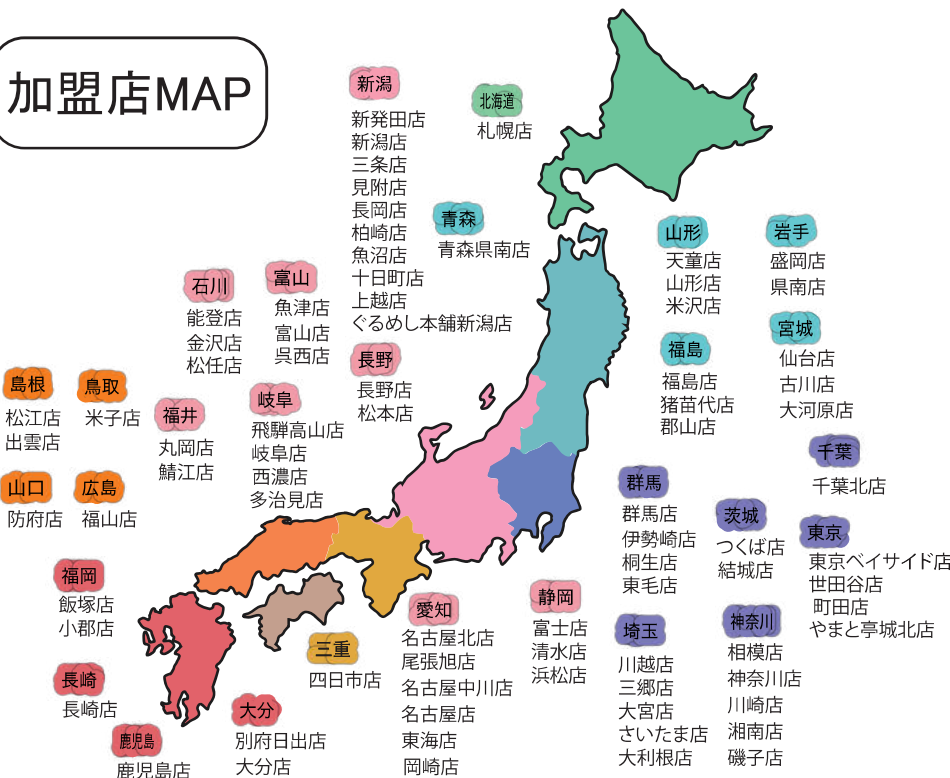 加盟店MAP
北海道
札幌店
青森
青森県南店
岩手
盛岡店
県南店
山形
天童店
山形店
米沢店
宮城
仙台店
古川店
大河原店
福島
福島店
猪苗代店
郡山店
新潟
新発田店
新潟店
三条店
見附店
長岡店
柏崎店
魚沼店
十日町店
上越店
ぐるめし本舗新潟店
長野
長野店
松本店
富山
魚津店
富山店
呉西店
石川
能登店
金沢店
松任店
福井
丸岡店
鯖江店
岐阜
飛騨高山店
岐阜店
西濃店
多治見店
鳥取
米子店
島根
松江店
出雲店
広島
福山店
山口
防府店
千葉
千葉北店
群馬
群馬店
伊勢崎店
桐生店
東毛店
茨城
つくば店
結城店
東京
東京ベイサイド店
世田谷店
町田店
やまと亭城北店
埼玉
川越店
三郷店
大宮店
さいたま店
大利根店
神奈川
相模店
神奈川店
川崎店
湘南店
磯子店
静岡
富士店
清水店
浜松店
愛知
名古屋北店
尾張旭店
名古屋中川店
名古屋店
東海店
岡崎店
三重
四日市店
福岡
飯塚店
小郡店
長崎
長崎店
大分
別府日出店
大分店
鹿児島
鹿児島店